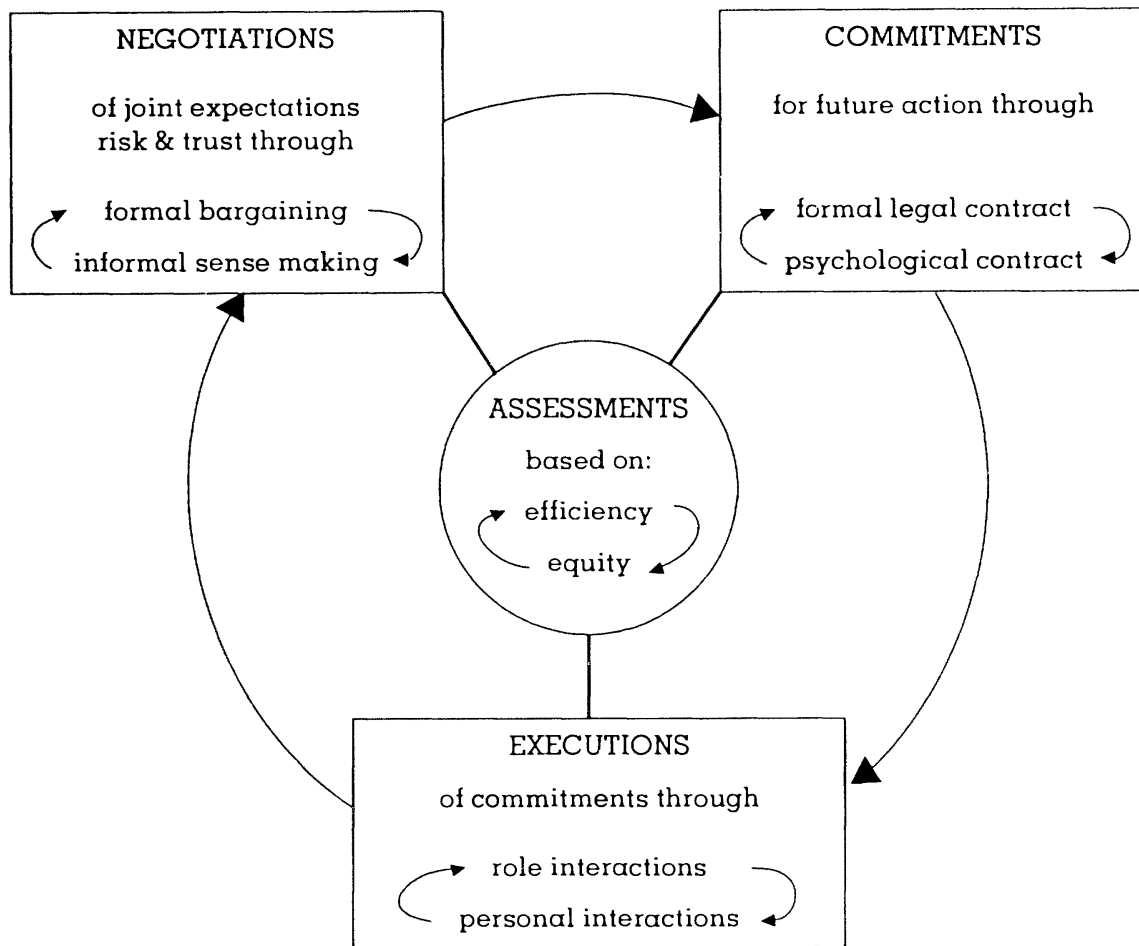 NEGOTIATIONS
of joint expectations
risk & trust through
formal bargaining
informal sense making
COMMITMENTS
for future action through
formal legal contract
psychological contract
ASSESSMENTS
based on:
efficiency
equity
EXECUTIONS
of commitments through
role interactions
personal interactions